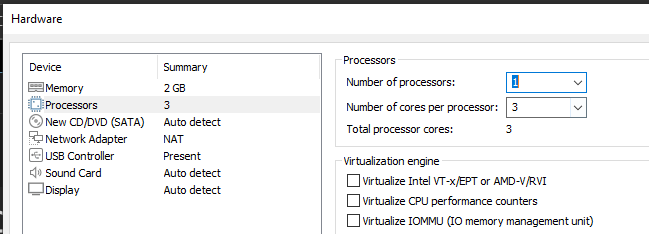 Hardware
Device Summary
Memory 2 GB
Processors 3
New CD/DVD (SATA) Auto detect
Network Adapter NAT
USB Controller Present
Sound Card Auto detect
Display Auto detect
Processors
Number of processors: 1
Number of cores per processor: 3
Total processor cores: 3
Virtualization engine
Virtualize Intel VT-x/EPT or AMD-V/RVI
Virtualize CPU performance counters
Virtualize IOMMU (IO memory management unit)